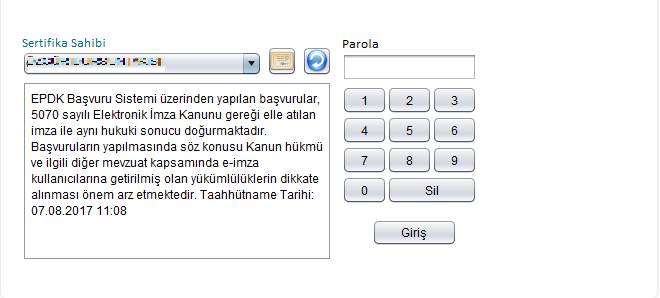 Sertifika Sahibi
Parola
EPDK Başvuru Sistemi üzerinden yapılan başvurular,
5070 sayılı Elektronik İmza Kanunu gereği elle atılan
imza ile aynı hukuki sonucu doğurmaktadır.
Başvuruların yapılmasında söz konusu Kanun hükmü
ve ilgili diğer mevzuat kapsamında e-imza
kullanıcılarına getirilmiş olan yükümlülüklerin dikkate
alınması önem arz etmektedir. Taahhütname Tarihi:
07.08.2017 11:08
1 2 3
4 5 6
7 8 9
0 Sil
Giriş